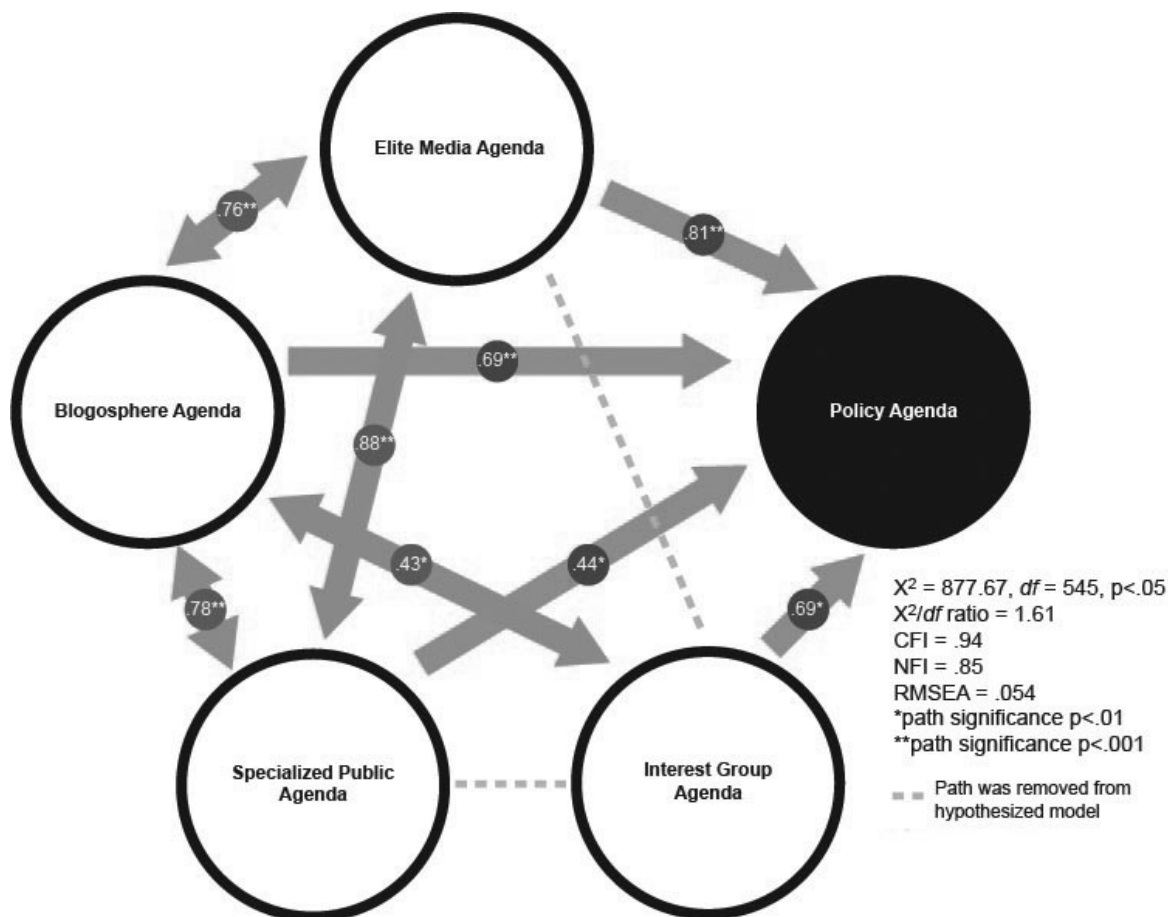 Elite Media Agenda
.76**
.81**
.69**
Blogosphere Agenda
Policy Agenda
.88**
.43*
.44*
.78**
.69*
X² = 877.67, df = 545, p<.05
X²/df ratio = 1.61
CFI = .94
NFI = .85
RMSEA = .054
*path significance p<.01
**path significance p<.001
Specialized Public
Agenda
Interest Group
Agenda
Path was removed from
hypothesized model